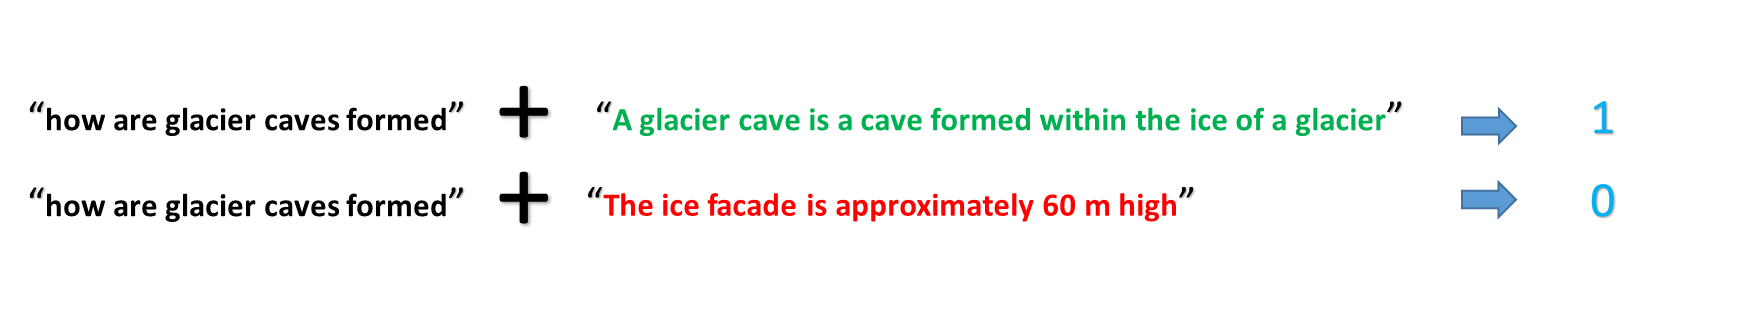 “how are glacier caves formed” + “A glacier cave is a cave formed within the ice of a glacier” 1
“how are glacier caves formed” + “The ice facade is approximately 60 m high” 0